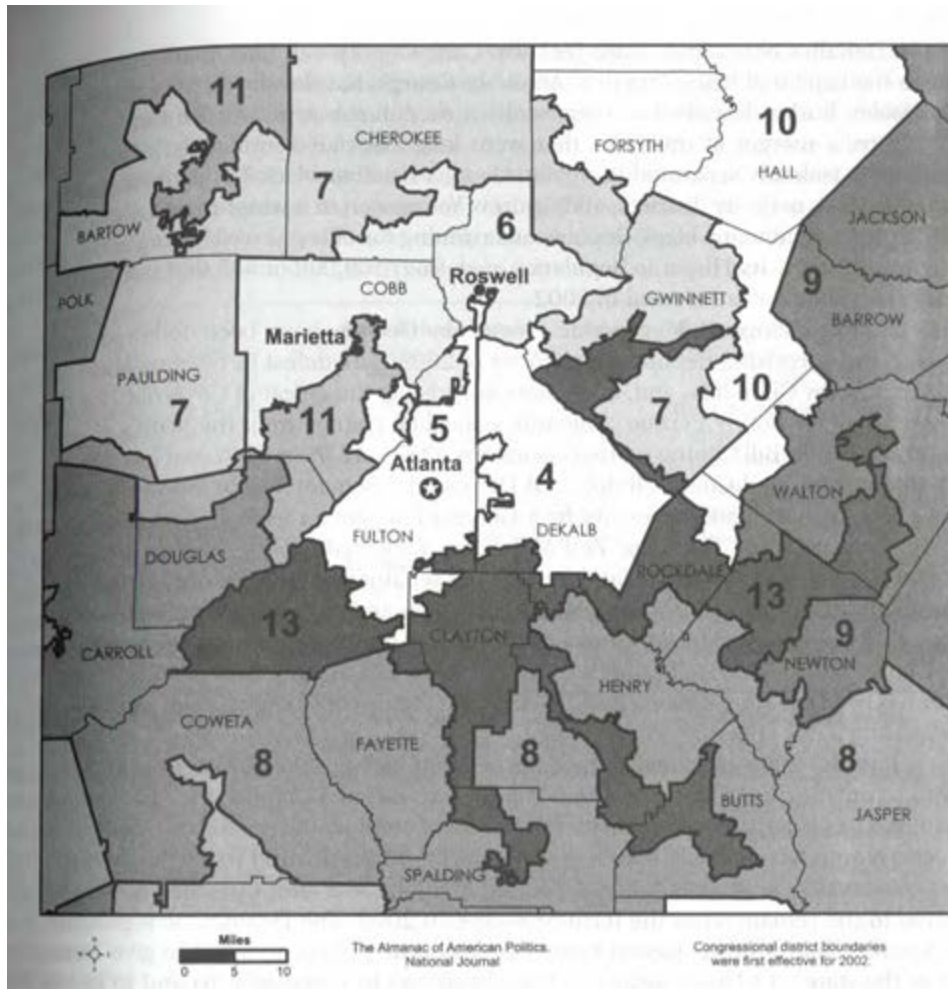 11
10
CHEROKEE
FORSYTH
HALL
7
6
JACKSON
BARTOW
9
COBB
Roswell
POLK
GWINNETT
BARROW
Marietta
PAULDING
10
7
11
5
7
Atlanta
4
WALTON
FULTON
DEKALB
DOUGLAS
ROCKDALE
13
13
CLAYTON
9
CARROLL
NEWTON
HENRY
COWETA
FAYETTE
8
8
8
BUTTS
JASPER
SPALDING
Miles
0 5 10
The Almanac of American Politics.
National Journal
Congressional district boundaries
were first effective for 2002.